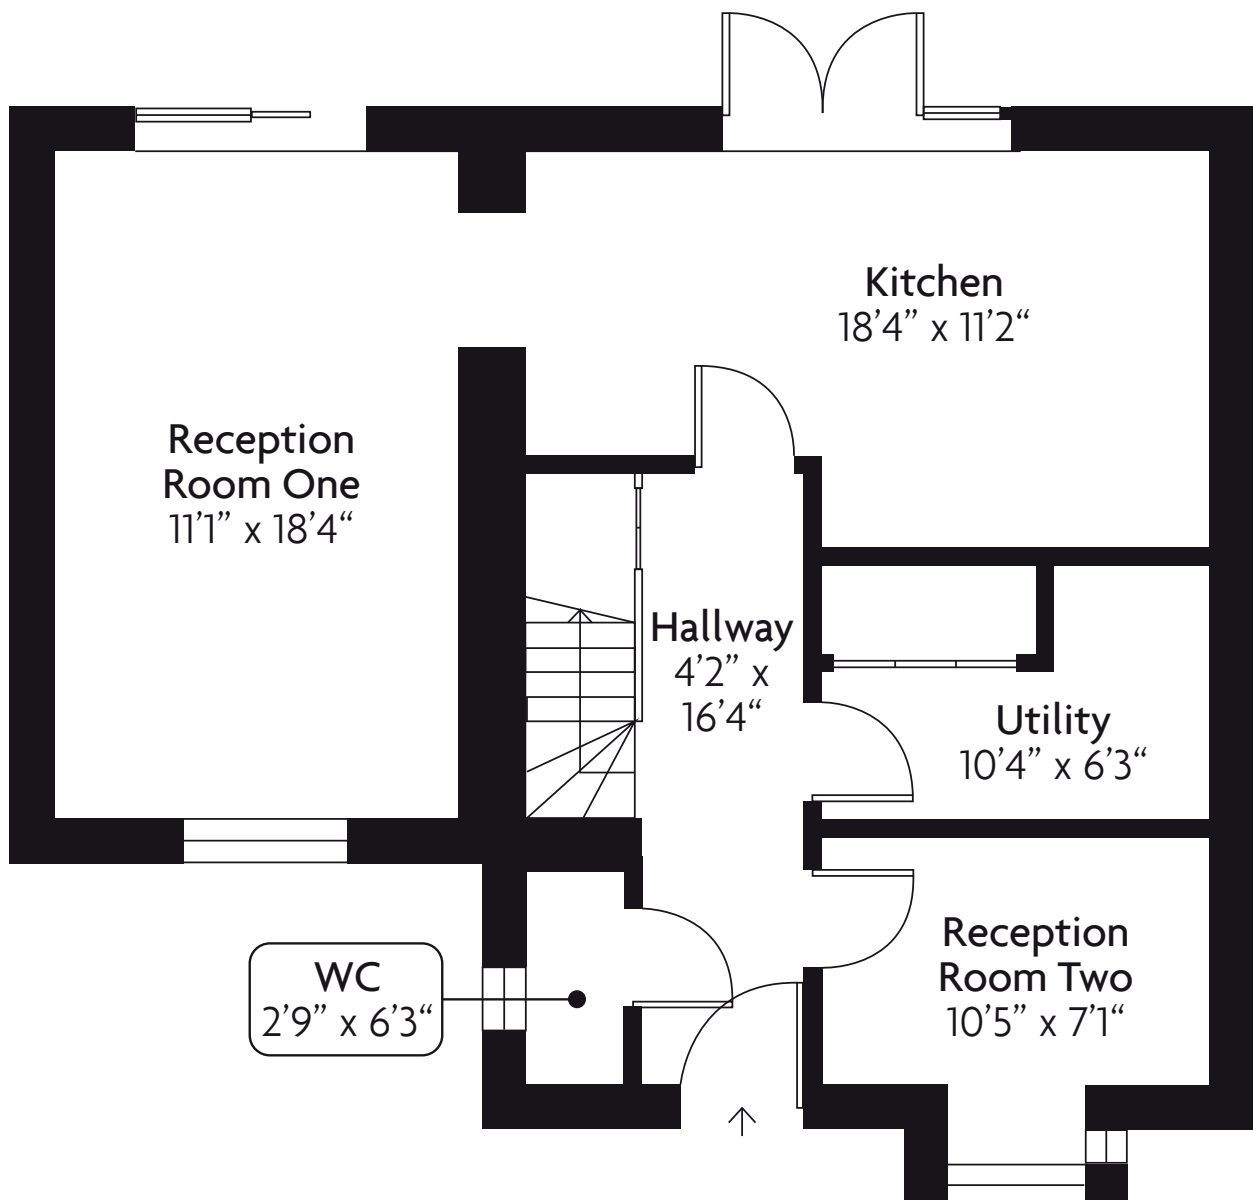 Kitchen
18’4” x 11’2“
Reception
Room One
11’1” x 18’4“
Hallway
4’2” x
16’4“
Utility
10’4” x 6’3“
Reception
Room Two
10’5” x 7’1“
WC
2’9” x 6’3“